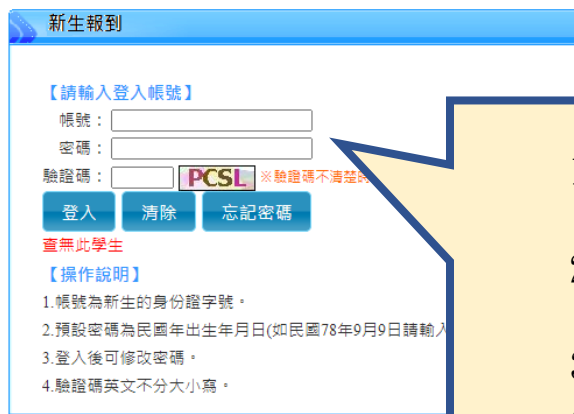 新生報到
【請輸入登入帳號】
帳號：
密碼：
驗證碼： PCSL ※驗證碼不清楚時
登入 清除 忘記密碼
查無此學生
【操作說明】
1.帳號為新生的身份證字號。
2.預設密碼為民國年出生年月日(如民國78年9月9日請輸入
3.登入後可修改密碼。
4.驗證碼英文不分大小寫。